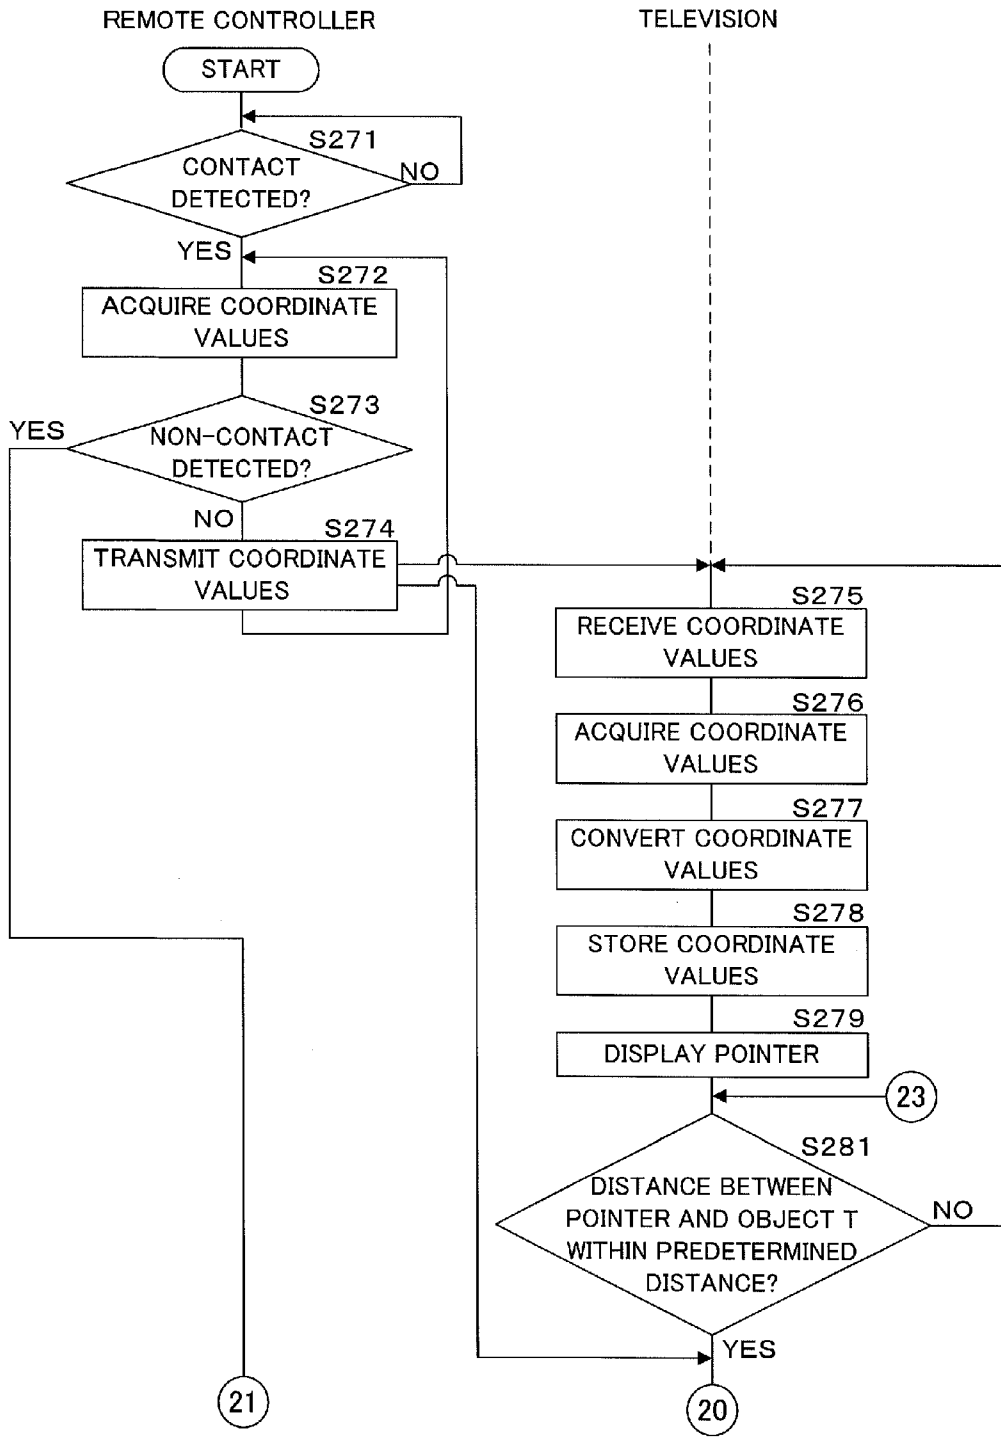 REMOTE CONTROLLER
TELEVISION
START
S271
CONTACT
DETECTED?
NO
YES
S272
ACQUIRE COORDINATE
VALUES
S273
YES
NON-CONTACT
DETECTED?
NO
S274
TRANSMIT COORDINATE
VALUES
S275
RECEIVE COORDINATE
VALUES
S276
ACQUIRE COORDINATE
VALUES
S277
CONVERT COORDINATE
VALUES
S278
STORE COORDINATE
VALUES
S279
DISPLAY POINTER
23
S281
DISTANCE BETWEEN
POINTER AND OBJECT T
WITHIN PREDETERMINED
DISTANCE?
NO
YES
21
20